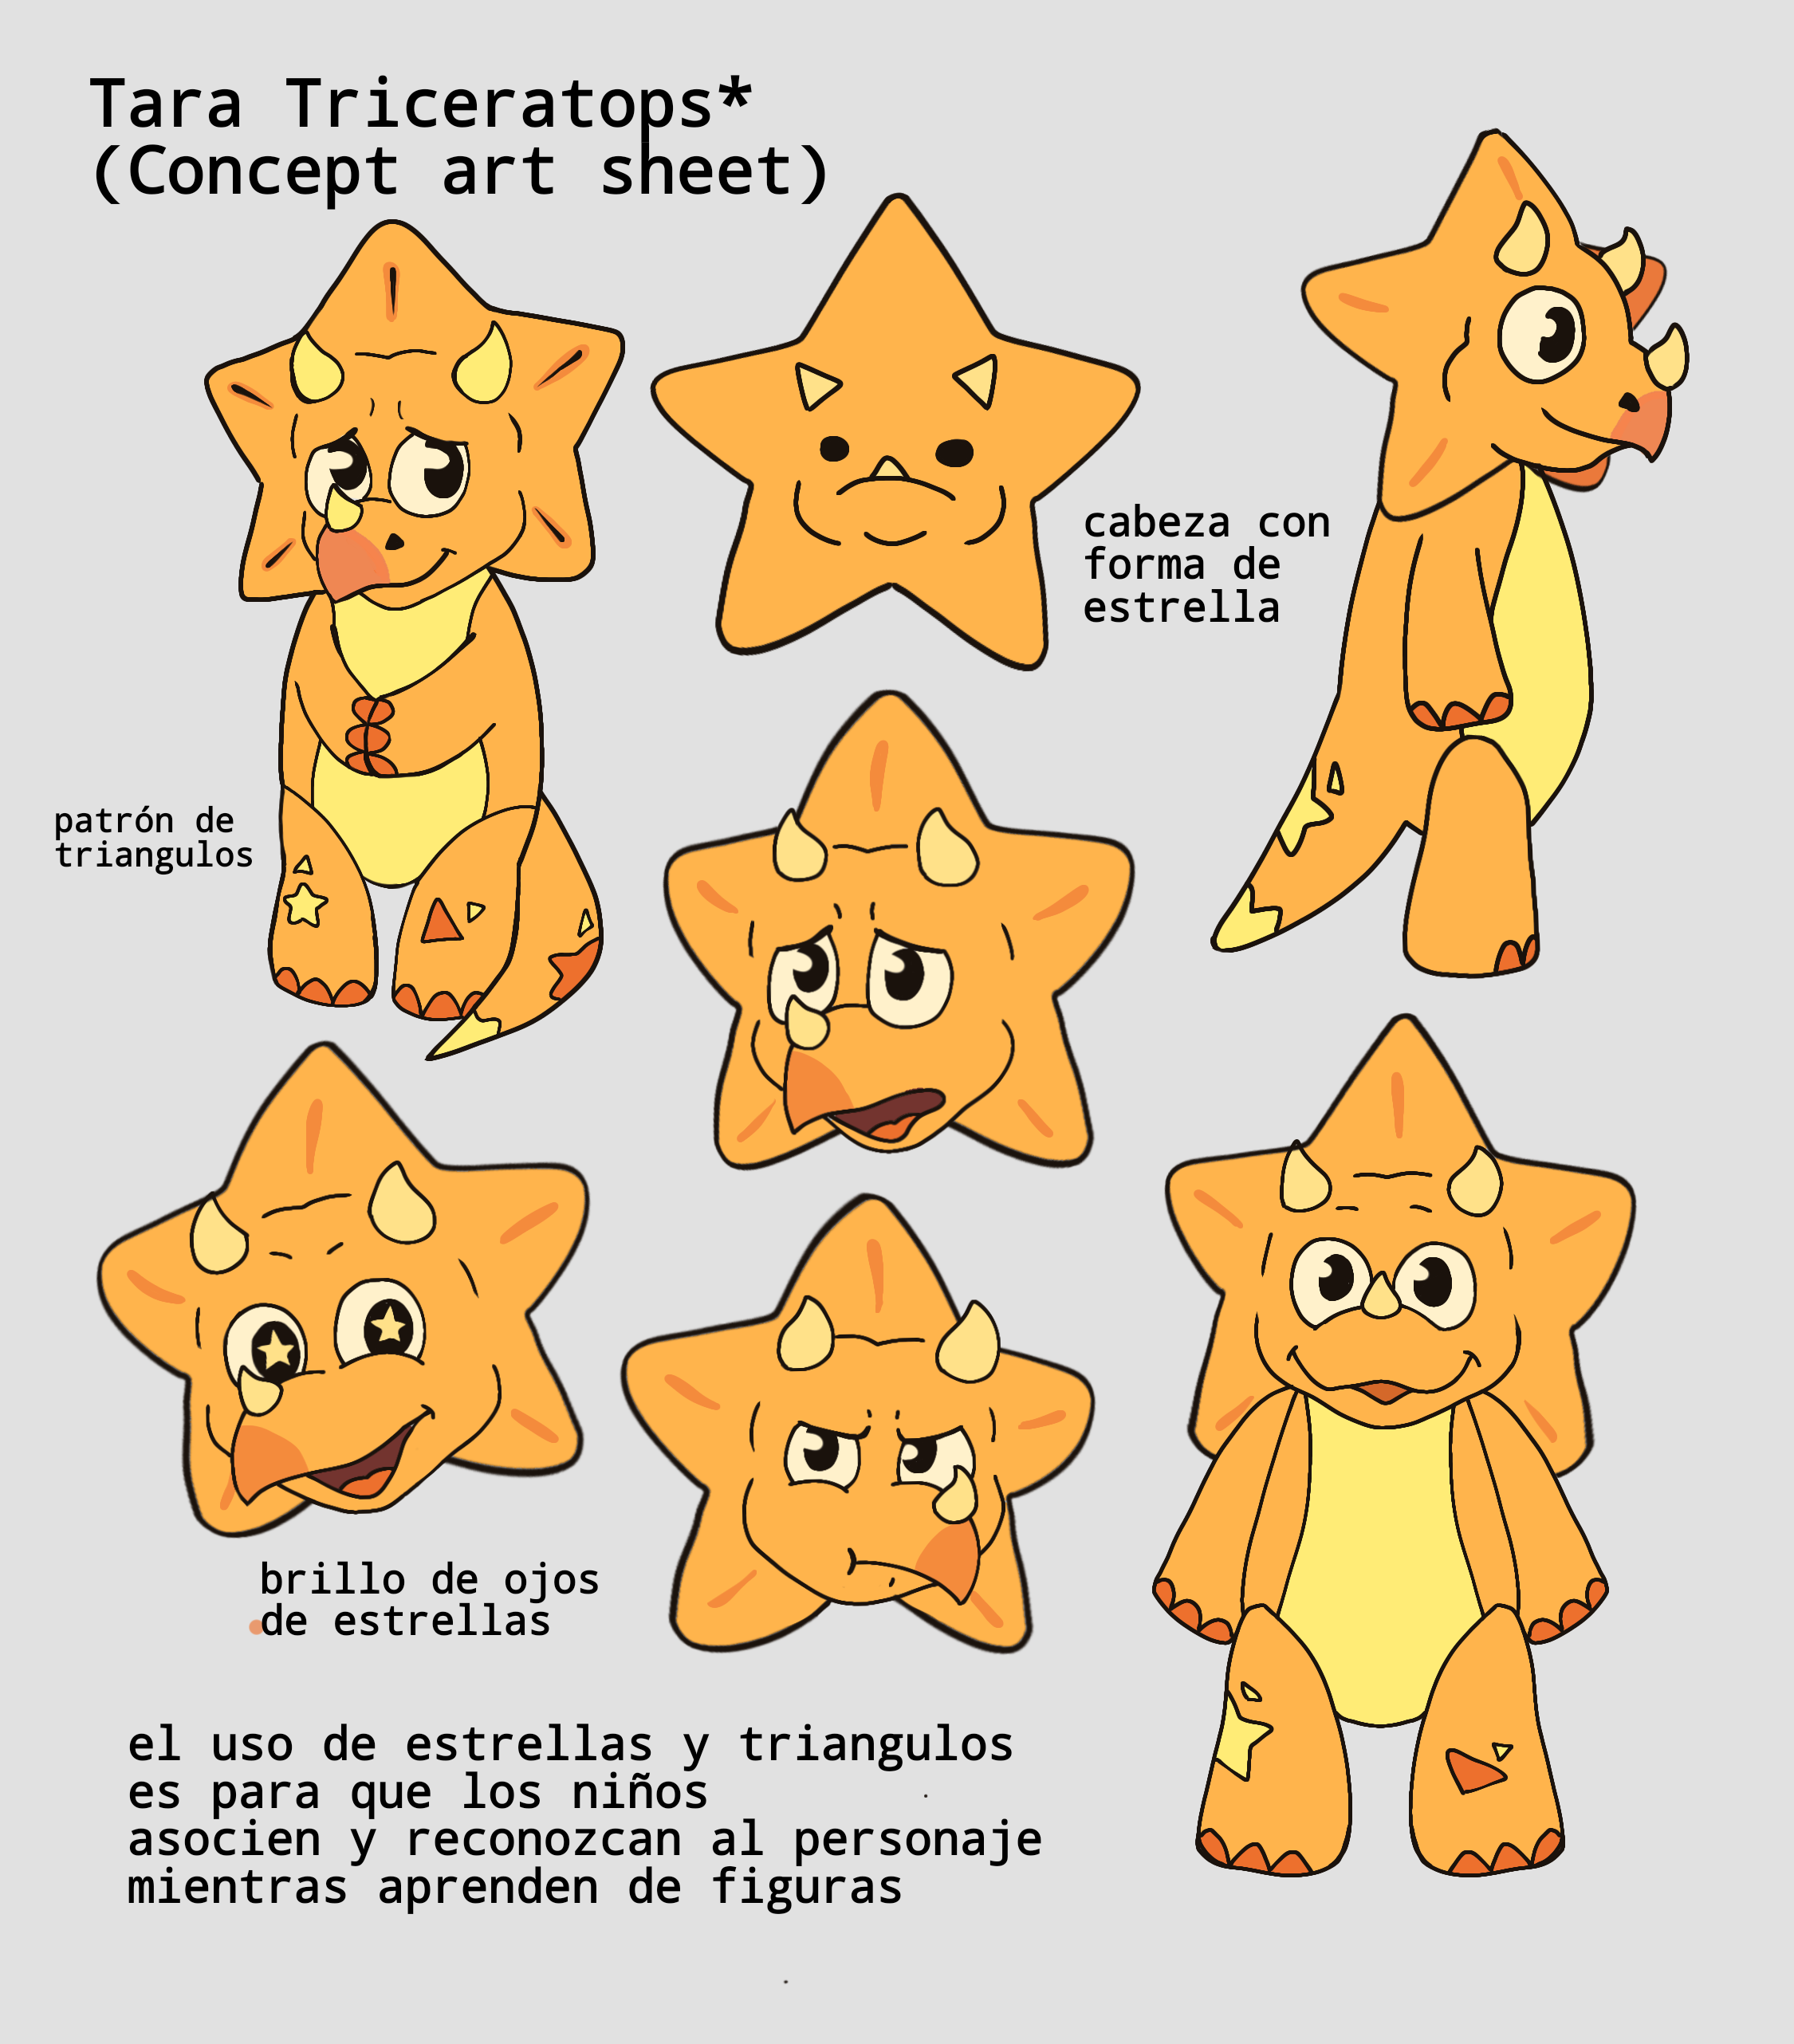 Tara Triceratops*
(Concept art sheet)
cabeza con
forma de
estrella
patrón de
triangulos
brillo de ojos
de estrellas
el uso de estrellas y triangulos
es para que los niños
asocien y reconozcan al personaje
mientras aprenden de figuras